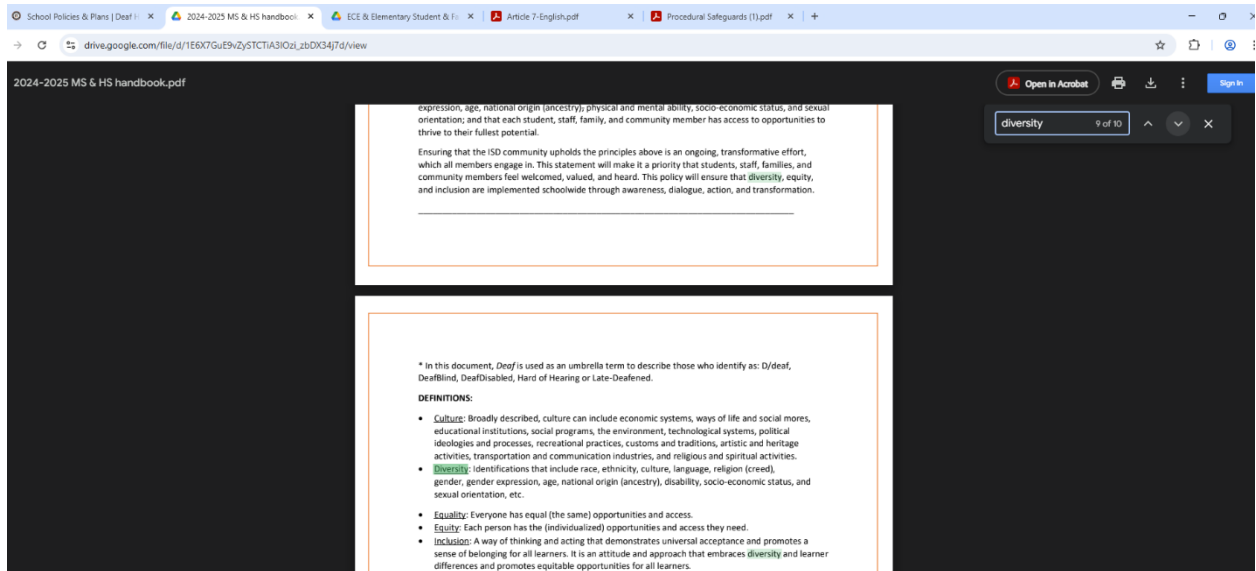 School Policies & Plans | Deaf H
2024-2025 MS & HS handbook.
ECE & Elementary Student & Fa
Article 7-English.pdf
Procedural Safeguards (1).pdf
drive.google.com/file/d/1E6X7GuE9vZySTCTiA3IOzi_zbDX34j7d/view
2024-2025 MS & HS handbook.pdf
Open in Acrobat
Sign in
diversity 9 of 10
expression, age, national origin (ancestry); physical and mental ability, socio-economic status, and sexual
orientation; and that each student, staff, family, and community member has access to opportunities to
thrive to their fullest potential.
Ensuring that the ISD community upholds the principles above is an ongoing, transformative effort,
which all members engage in. This statement will make it a priority that students, staff, families, and
community members feel welcomed, valued, and heard. This policy will ensure that diversity, equity,
and inclusion are implemented schoolwide through awareness, dialogue, action, and transformation.
* In this document, Deaf is used as an umbrella term to describe those who identify as: D/deaf,
DeafBlind, DeafDisabled, Hard of Hearing or Late-Deafened.
DEFINITIONS:
• Culture: Broadly described, culture can include economic systems, ways of life and social mores,
educational institutions, social programs, the environment, technological systems, political
ideologies and processes, recreational practices, customs and traditions, artistic and heritage
activities, transportation and communication industries, and religious and spiritual activities.
• Diversity: Identifications that include race, ethnicity, culture, language, religion (creed),
gender, gender expression, age, national origin (ancestry), disability, socio-economic status, and
sexual orientation, etc.
• Equality: Everyone has equal (the same) opportunities and access.
• Equity: Each person has the (individualized) opportunities and access they need.
• Inclusion: A way of thinking and acting that demonstrates universal acceptance and promotes a
sense of belonging for all learners. It is an attitude and approach that embraces diversity and learner
differences and promotes equitable opportunities for all learners.